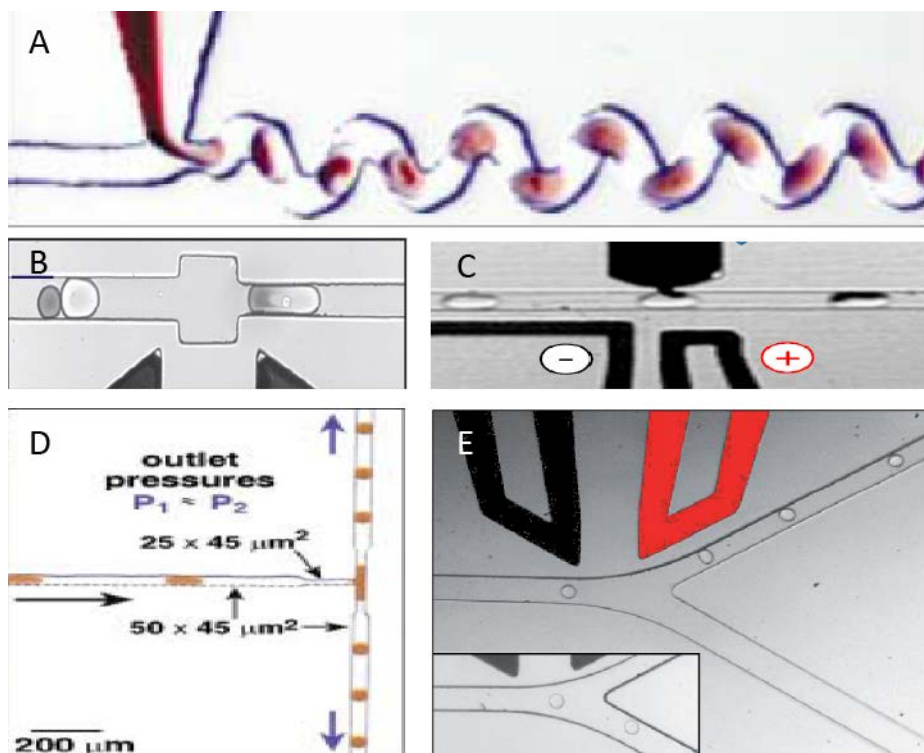 A
B
C
−
+
D
outlet
pressures
P₁ ≈ P₂
25 x 45 μm²
50 x 45 μm²
200 μm
E